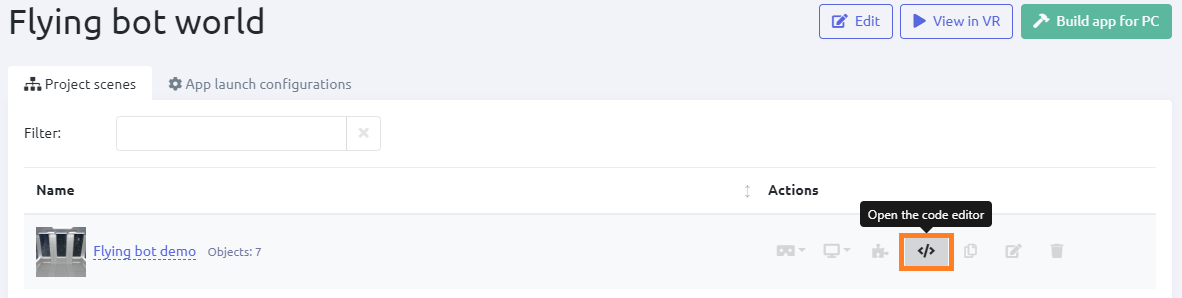 Flying bot world
Edit
View in VR
Build app for PC
Project scenes
App launch configurations
Filter:
Name
Actions
Open the code editor
Flying bot demo Objects: 7